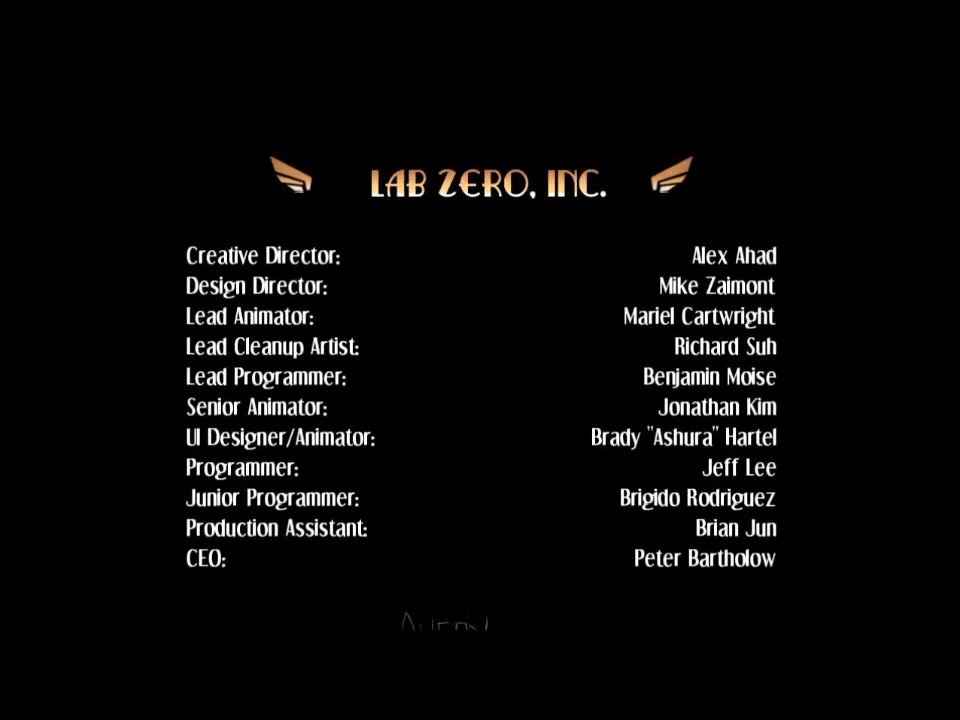 LAB ZERO, INC.
Creative Director: Alex Ahad
Design Director: Mike Zaimont
Lead Animator: Mariel Cartwright
Lead Cleanup Artist: Richard Suh
Lead Programmer: Benjamin Moise
Senior Animator: Jonathan Kim
UI Designer/Animator: Brady "Ashura" Hartel
Programmer: Jeff Lee
Junior Programmer: Brigido Rodriguez
Production Assistant: Brian Jun
CEO: Peter Bartholow